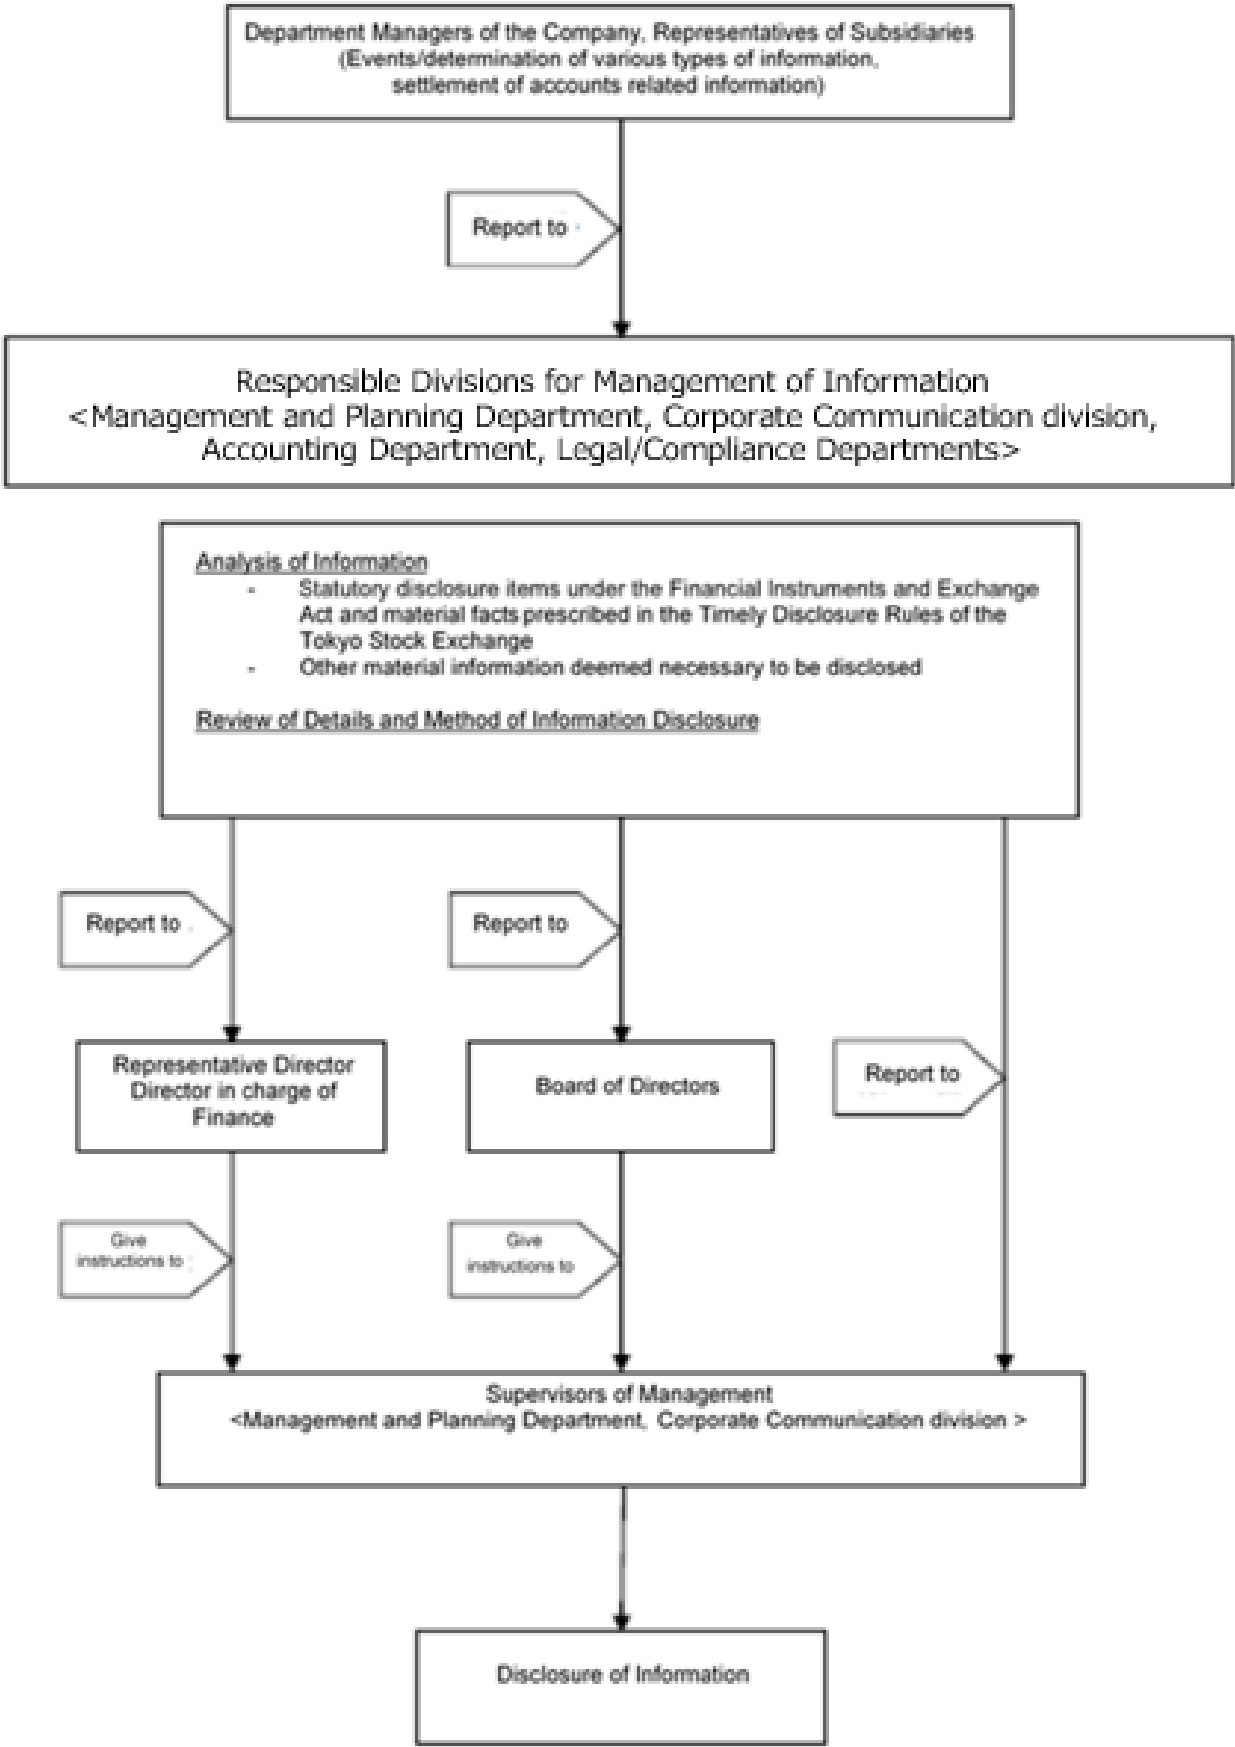 Department Managers of the Company, Representatives of Subsidiaries
(Events/determination of various types of information,
settlement of accounts related information)
Report to
Responsible Divisions for Management of Information
<Management and Planning Department, Corporate Communication division,
Accounting Department, Legal/Compliance Departments>
Analysis of Information
- Statutory disclosure items under the Financial Instruments and Exchange
Act and material facts prescribed in the Timely Disclosure Rules of the
Tokyo Stock Exchange
- Other material information deemed necessary to be disclosed
Review of Details and Method of Information Disclosure
Report to
Report to
Representative Director
Director in charge of
Finance
Board of Directors
Report to
Give
instructions to
Give
instructions to
Supervisors of Management
<Management and Planning Department, Corporate Communication division >
Disclosure of Information